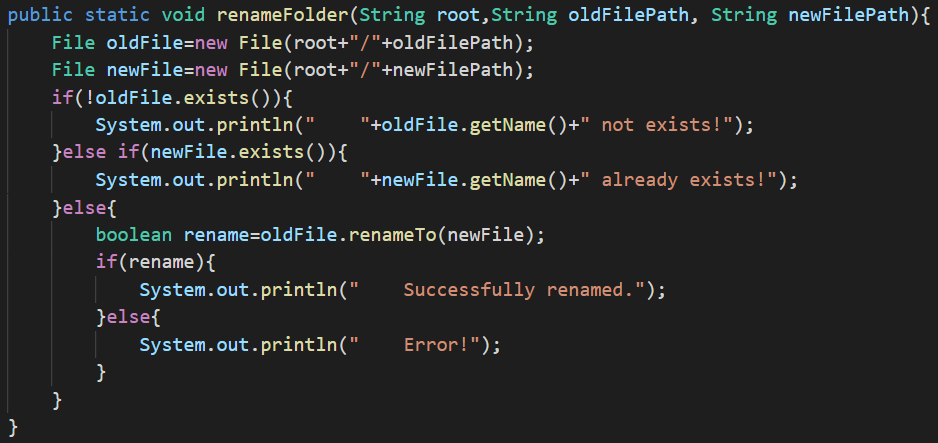 public static void renameFolder(String root,String oldFilePath, String newFilePath){
    File oldFile=new File(root+"/"+oldFilePath);
    File newFile=new File(root+"/"+newFilePath);
    if(!oldFile.exists()){
        System.out.println("    "+oldFile.getName()+" not exists!");
    }else if(newFile.exists()){
        System.out.println("    "+newFile.getName()+" already exists!");
    }else{
        boolean rename=oldFile.renameTo(newFile);
        if(rename){
            System.out.println("    Successfully renamed.");
        }else{
            System.out.println("    Error!");
        }
    }
}